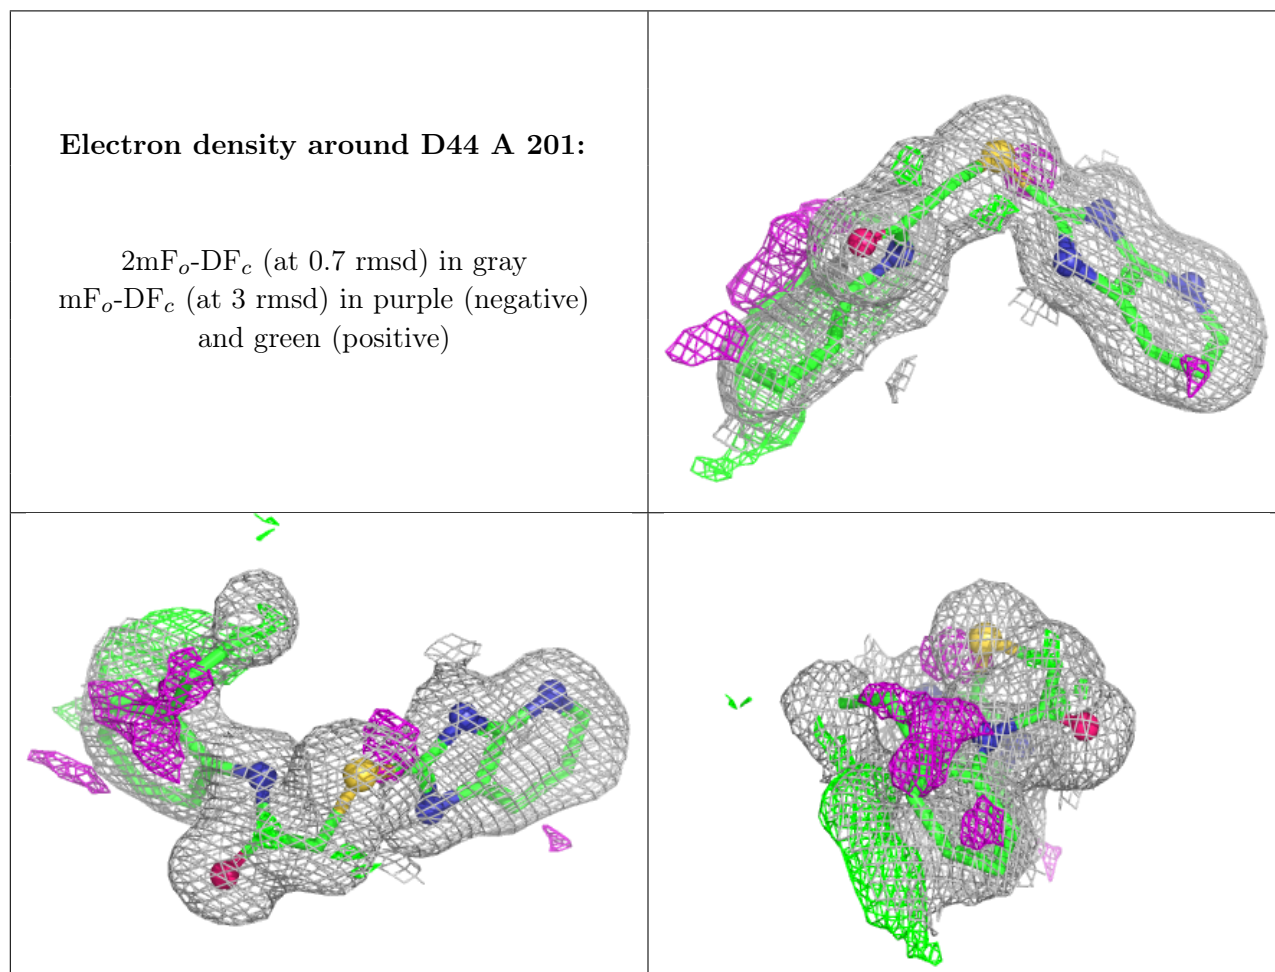 Electron density around D44 A 201:
2mFo-DFc (at 0.7 rmsd) in gray
mFo-DFc (at 3 rmsd) in purple (negative)
and green (positive)